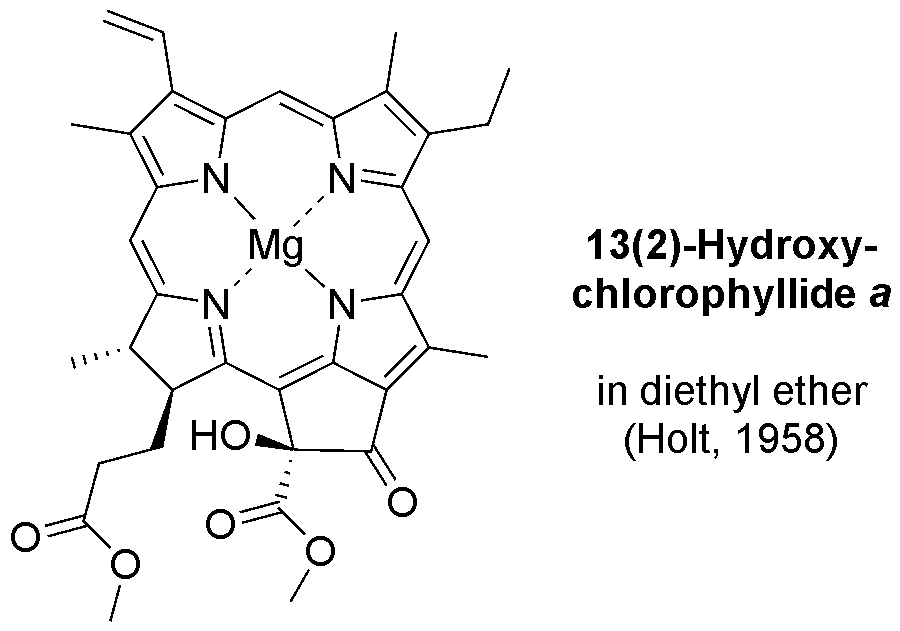 N
N
Mg
N
N
HO
O
O
O
O
O
13(2)-Hydroxy-
chlorophyllide a
in diethyl ether
(Holt, 1958)